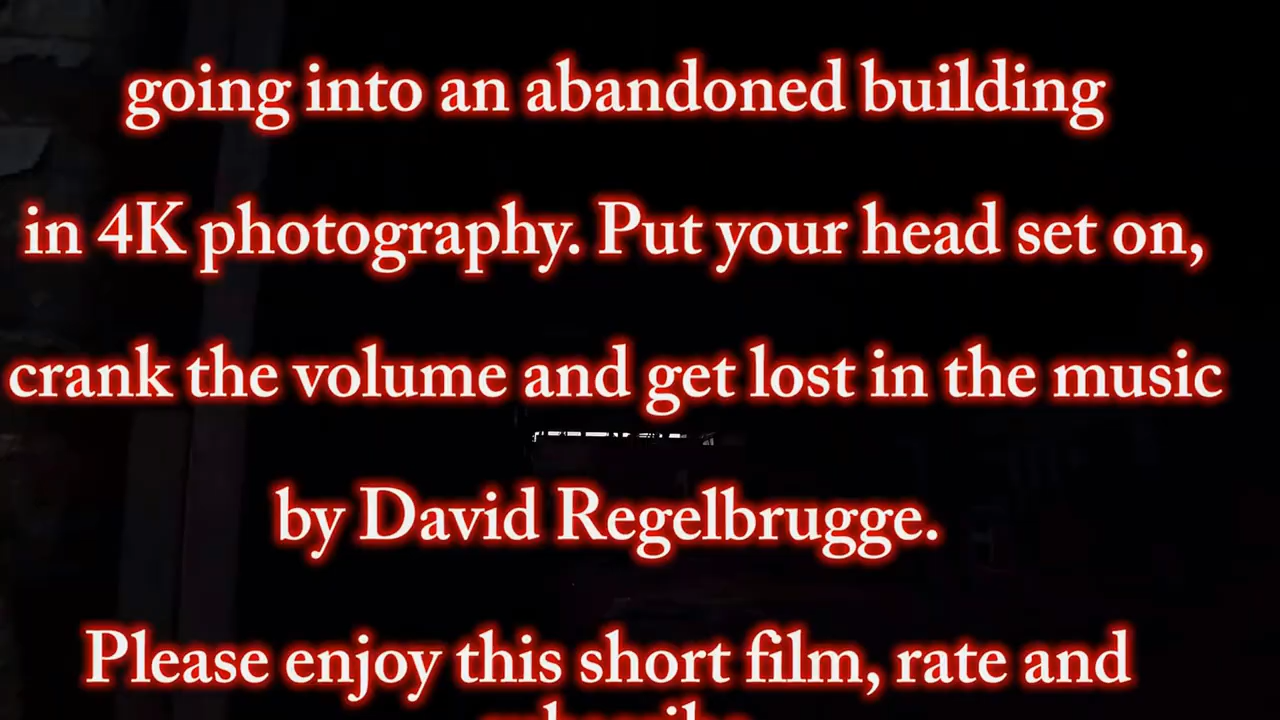 going into an abandoned building
in 4K photography. Put your head set on,
crank the volume and get lost in the music
by David Regelbrugge.
Please enjoy this short film, rate and